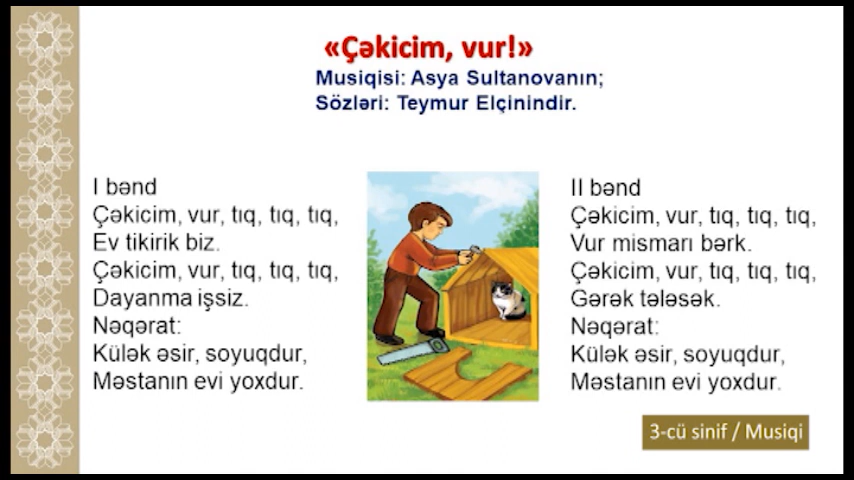 «Çəkicim, vur!»
Musiqisi: Asya Sultanovanın;
Sözləri: Teymur Elçinindir.
I bənd
Çəkicim, vur, tıq, tıq, tıq,
Ev tikirik biz.
Çəkicim, vur, tıq, tıq, tıq,
Dayanma işsiz.
Nəqərat:
Külək əsir, soyuqdur,
Məstanın evi yoxdur.
II bənd
Çəkicim, vur, tıq, tıq, tıq,
Vur mismarı bərk.
Çəkicim, vur, tıq, tıq, tıq,
Gərək tələsək.
Nəqərat:
Külək əsir, soyuqdur,
Məstanın evi yoxdur.
3-cü sinif / Musiqi